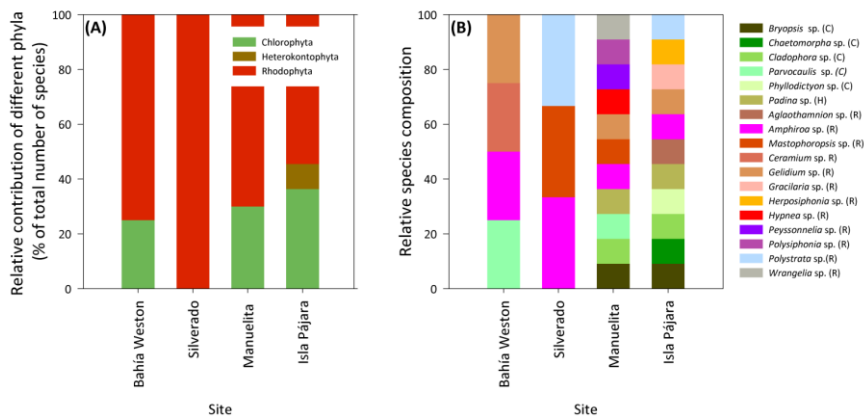 (A)
Relative contribution of different phyla
(% of total number of species)
100
80
60
40
20
0
Chlorophyta
Heterokontophyta
Rhodophyta
Bahía Weston
Silverado
Manuelita
Isla Pájara
Site
(B)
Relative species composition
100
80
60
40
20
0
Bahía Weston
Silverado
Manuelita
Isla Pájara
Site
Bryopsis sp. (C)
Chaetomorpha sp. (C)
Cladophora sp. (C)
Parvocaulis sp. (C)
Phyllodictyon sp. (C)
Padina sp. (H)
Aglaothamnion sp. (R)
Amphiroa sp. (R)
Mastophoropsis sp. (R)
Ceramium sp. R)
Gelidium sp. (R)
Gracilaria sp. (R)
Herposiphonia sp. (R)
Hypnea sp. (R)
Peyssonnelia sp. (R)
Polysiphonia sp. (R)
Polystrata sp.(R)
Wrangelia sp. (R)